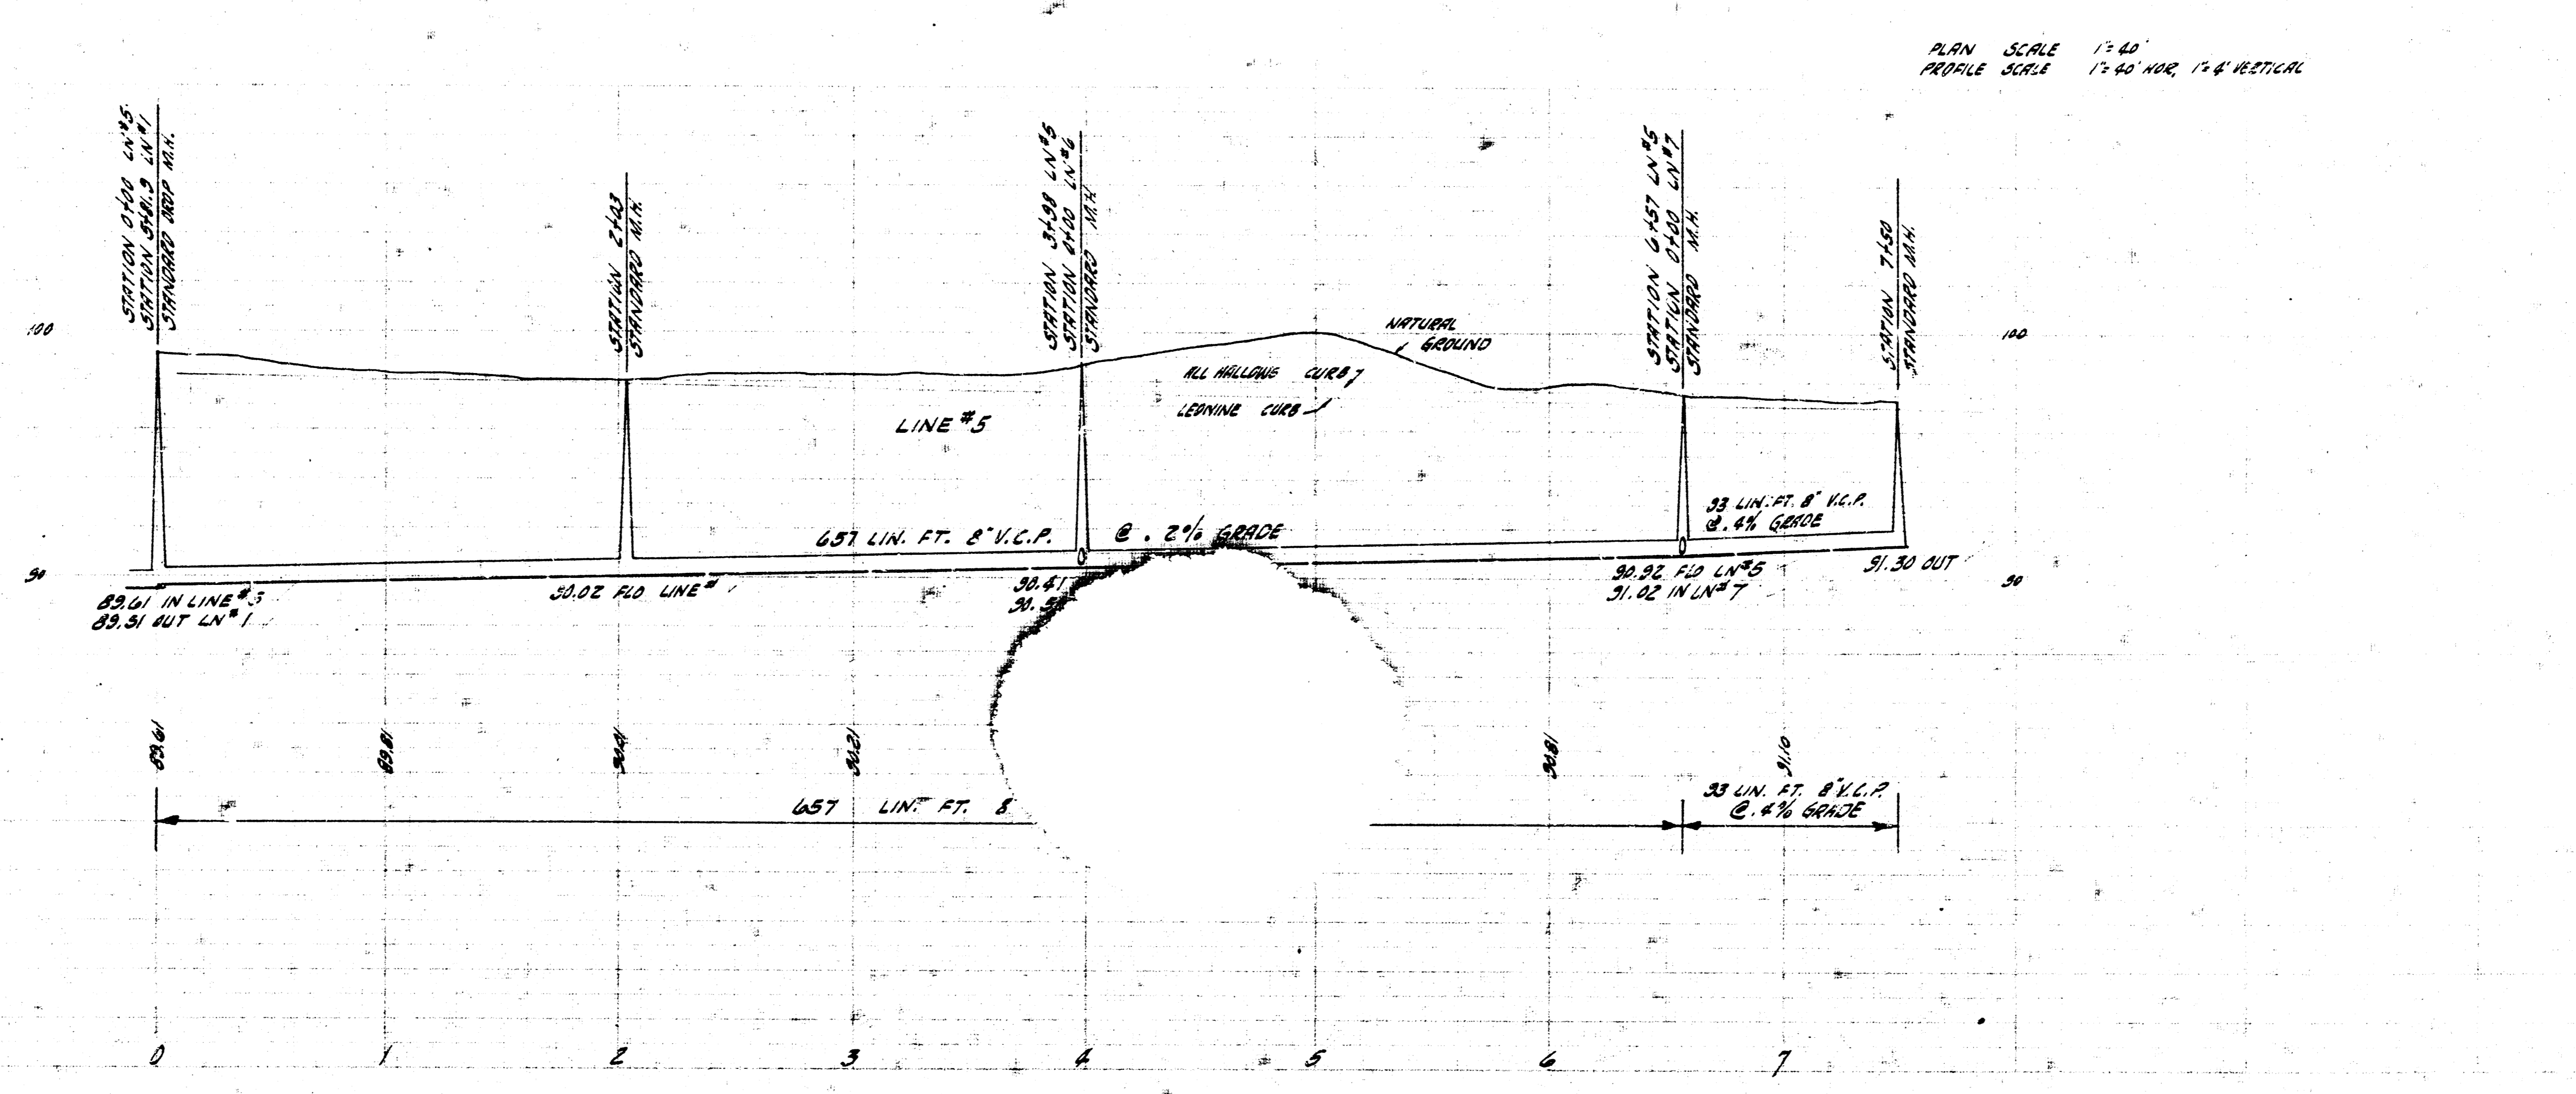 PLAN SCALE 1"=40'
PROFILE SCALE 1"=40' HOR, 1"=4' VERTICAL
STATION 0+00 LN#5
STATION 5+81.9 LN#1
STANDARD DROP M.H.
STATION 2+03
STANDARD M.H.
STATION 3+98 LN#5
STATION 0+00 LN#6
STANDARD M.H.
STATION 6+57 LN#5
STATION 0+00 LN#7
STANDARD M.H.
STATION 7+50
STANDARD M.H.
100
100
NATURAL
GROUND
ALL HALLOWS CURB
LEONINE CURB
LINE #5
657 LIN. FT. 8" V.C.P. @ .2% GRADE
93 LIN. FT. 8" V.C.P.
@ .4% GRADE
90
90
89.61 IN LINE #5
89.51 OUT LN#1
90.02 FLO LINE #
90.41
90.5
90.92 FLO LN#5
91.02 IN LN#7
91.30 OUT
89.61
89.81
90.01
90.21
90.81
91.10
657 LIN. FT. 8
93 LIN. FT. 8" V.C.P.
@ .4% GRADE
0 1 2 3 4 5 6 7